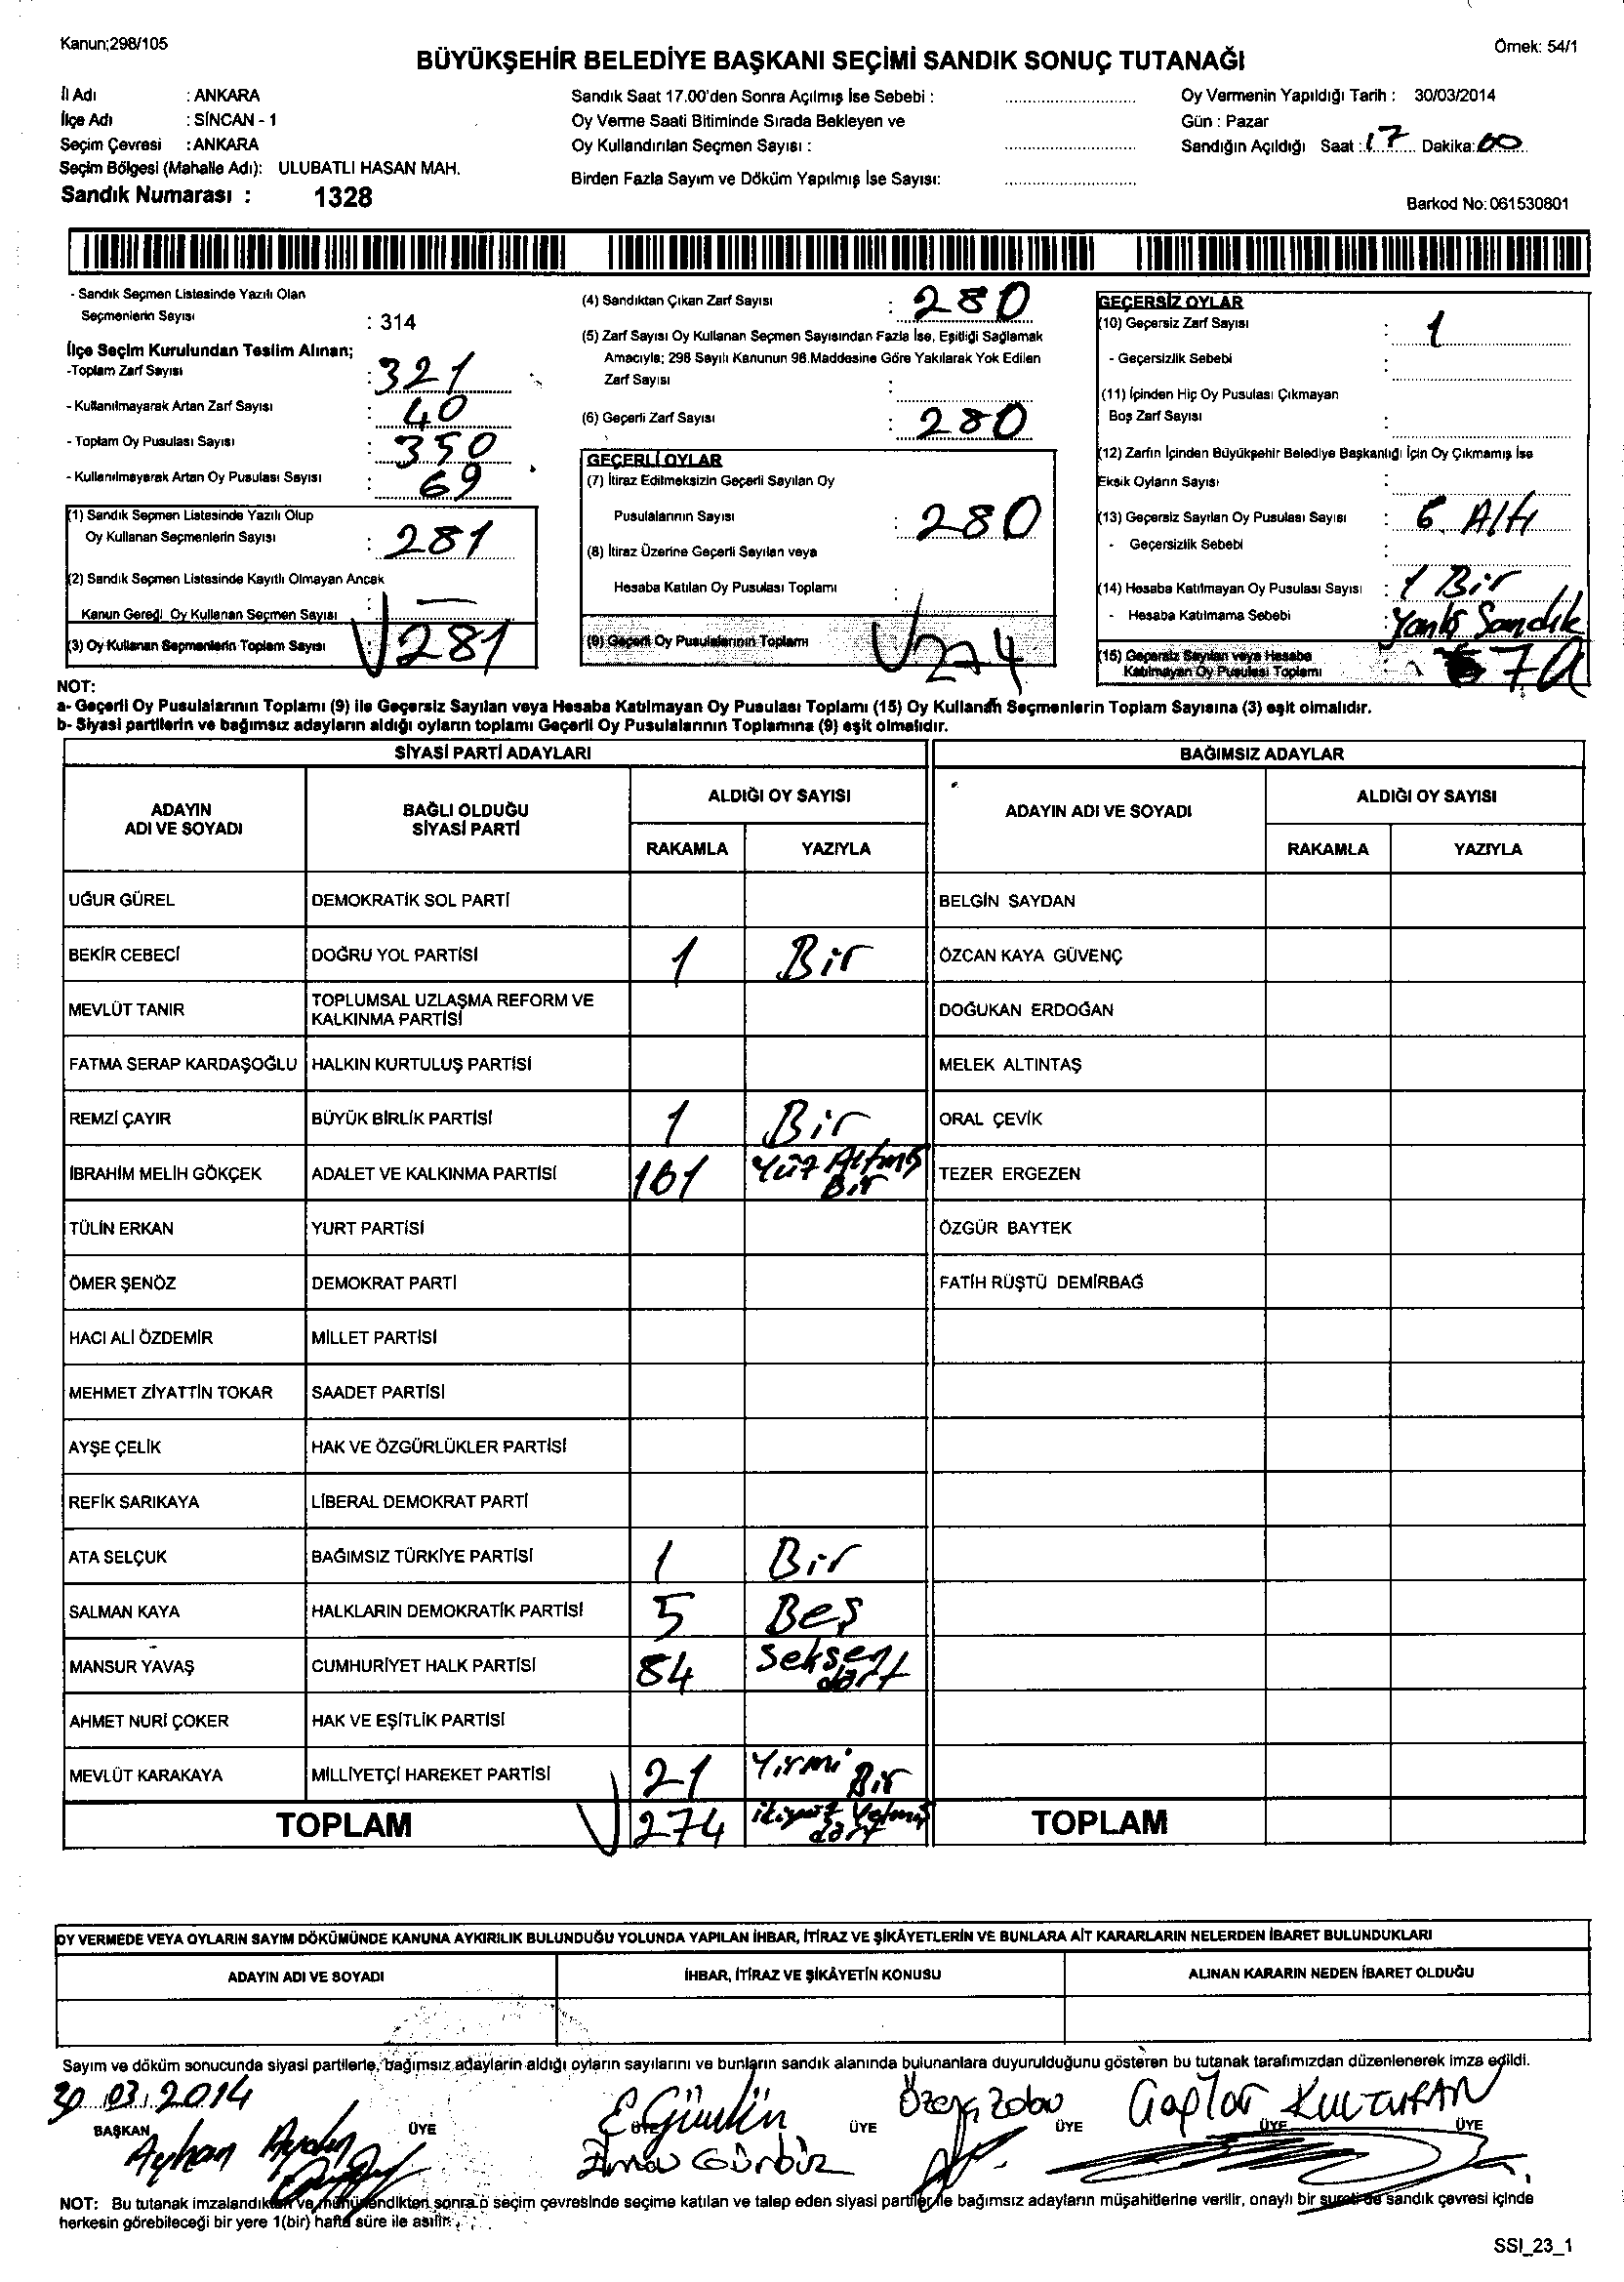 Kanun;298/105
Örnek: 54/1
BÜYÜKŞEHİR BELEDİYE BAŞKANI SEÇİMİ SANDIK SONUÇ TUTANAĞI
İl Adı : ANKARA
İlçe Adı : SİNCAN - 1
Seçim Çevresi : ANKARA
Seçim Bölgesi (Mahalle Adı): ULUBATLI HASAN MAH.
Sandık Numarası : 1328
Sandık Saat 17.00'den Sonra Açılmış İse Sebebi :
Oy Verme Saati Bitiminde Sırada Bekleyen ve
Oy Kullandırılan Seçmen Sayısı :
Birden Fazla Sayım ve Döküm Yapılmış İse Sayısı:
Oy Vermenin Yapıldığı Tarih : 30/03/2014
Gün : Pazar
Sandığın Açıldığı Saat : 17 Dakika: 00
Barkod No: 061530801
- Sandık Seçmen Listesinde Yazılı Olan
Seçmenlerin Sayısı : 314
İlçe Seçim Kurulundan Teslim Alınan;
-Toplam Zarf Sayısı : 321
- Kullanılmayarak Artan Zarf Sayısı : 40
- Toplam Oy Pusulası Sayısı : 350
- Kullanılmayarak Artan Oy Pusulası Sayısı : 69
(1) Sandık Seçmen Listesinde Yazılı Olup
Oy Kullanan Seçmenlerin Sayısı : 281
(2) Sandık Seçmen Listesinde Kayıtlı Olmayan Ancak
Kanun Gereği Oy Kullanan Seçmen Sayısı : —
(3) Oy Kullanan Seçmenlerin Toplam Sayısı 281
(4) Sandıktan Çıkan Zarf Sayısı : 280
(5) Zarf Sayısı Oy Kullanan Seçmen Sayısından Fazla İse, Eşitliği Sağlamak
Amacıyla; 298 Sayılı Kanunun 98.Maddesine Göre Yakılarak Yok Edilen
Zarf Sayısı :
(6) Geçerli Zarf Sayısı : 280
GEÇERLİ OYLAR
(7) İtiraz Edilmeksizin Geçerli Sayılan Oy
Pusulalarının Sayısı : 280
(8) İtiraz Üzerine Geçerli Sayılan veya
Hesaba Katılan Oy Pusulası Toplamı :
(9) Geçerli Oy Pusulalarının Toplamı 274
GEÇERSİZ OYLAR
(10) Geçersiz Zarf Sayısı : 1
- Geçersizlik Sebebi :
(11) İçinden Hiç Oy Pusulası Çıkmayan
Boş Zarf Sayısı :
(12) Zarfın İçinden Büyükşehir Belediye Başkanlığı İçin Oy Çıkmamış İse
Eksik Oyların Sayısı :
(13) Geçersiz Sayılan Oy Pusulası Sayısı : 6 Altı
- Geçersizlik Sebebi :
(14) Hesaba Katılmayan Oy Pusulası Sayısı : 1 Bir
- Hesaba Katılmama Sebebi : Yanlış Sandık
(15) Geçersiz Sayılan veya Hesaba
Katılmayan Oy Pusulası Toplamı : 7
NOT:
a- Geçerli Oy Pusulalarının Toplamı (9) ile Geçersiz Sayılan veya Hesaba Katılmayan Oy Pusulası Toplamı (15) Oy Kullanan Seçmenlerin Toplam Sayısına (3) eşit olmalıdır.
b- Siyasi partilerin ve bağımsız adayların aldığı oyların toplamı Geçerli Oy Pusulalarının Toplamına (9) eşit olmalıdır.
SİYASİ PARTİ ADAYLARI BAĞIMSIZ ADAYLAR
ADAYIN ADI VE SOYADI BAĞLI OLDUĞU SİYASİ PARTİ ALDIĞI OY SAYISI ADAYIN ADI VE SOYADI ALDIĞI OY SAYISI
RAKAMLA YAZIYLA RAKAMLA YAZIYLA
UĞUR GÜREL DEMOKRATİK SOL PARTİ BELGİN SAYDAN
BEKİR CEBECİ DOĞRU YOL PARTİSİ 1 Bir ÖZCAN KAYA GÜVENÇ
MEVLÜT TANIR TOPLUMSAL UZLAŞMA REFORM VE KALKINMA PARTİSİ DOĞUKAN ERDOĞAN
FATMA SERAP KARDAŞOĞLU HALKIN KURTULUŞ PARTİSİ MELEK ALTINTAŞ
REMZİ ÇAYIR BÜYÜK BİRLİK PARTİSİ 1 Bir ORAL ÇEVİK
İBRAHİM MELİH GÖKÇEK ADALET VE KALKINMA PARTİSİ 161 Yüz Altmış Bir TEZER ERGEZEN
TÜLİN ERKAN YURT PARTİSİ ÖZGÜR BAYTEK
ÖMER ŞENÖZ DEMOKRAT PARTİ FATİH RÜŞTÜ DEMİRBAĞ
HACI ALİ ÖZDEMİR MİLLET PARTİSİ
MEHMET ZİYATTİN TOKAR SAADET PARTİSİ
AYŞE ÇELİK HAK VE ÖZGÜRLÜKLER PARTİSİ
REFİK SARIKAYA LİBERAL DEMOKRAT PARTİ
ATA SELÇUK BAĞIMSIZ TÜRKİYE PARTİSİ 1 Bir
SALMAN KAYA HALKLARIN DEMOKRATİK PARTİSİ 5 Beş
MANSUR YAVAŞ CUMHURİYET HALK PARTİSİ 84 Seksen dört
AHMET NURİ ÇOKER HAK VE EŞİTLİK PARTİSİ
MEVLÜT KARAKAYA MİLLİYETÇİ HAREKET PARTİSİ 21 Yirmi Bir
TOPLAM 274 ikiyüz Yetmiş dört TOPLAM
OY VERMEDE VEYA OYLARIN SAYIM DÖKÜMÜNDE KANUNA AYKIRILIK BULUNDUĞU YOLUNDA YAPILAN İHBAR, İTİRAZ VE ŞİKÂYETLERİN VE BUNLARA AİT KARARLARIN NELERDEN İBARET BULUNDUKLARI
ADAYIN ADI VE SOYADI İHBAR, İTİRAZ VE ŞİKÂYETİN KONUSU ALINAN KARARIN NEDEN İBARET OLDUĞU
Sayım ve döküm sonucunda siyasi partilerle, bağımsız adayların aldığı oyların sayılarını ve bunların sandık alanında bulunanlara duyurulduğunu gösteren bu tutanak tarafımızdan düzenlenerek imza edildi.
30.03.2014
BAŞKAN ÜYE ÜYE ÜYE ÜYE ÜYE
Ayhan Aydın
NOT: Bu tutanak imzalandıktan ve mühürlendikten sonra o seçim çevresinde seçime katılan ve talep eden siyasi partiler ile bağımsız adayların müşahitlerine verilir, onaylı bir sureti de sandık çevresi içinde
herkesin görebileceği bir yere 1(bir) hafta süre ile asılır.
SSI_23_1